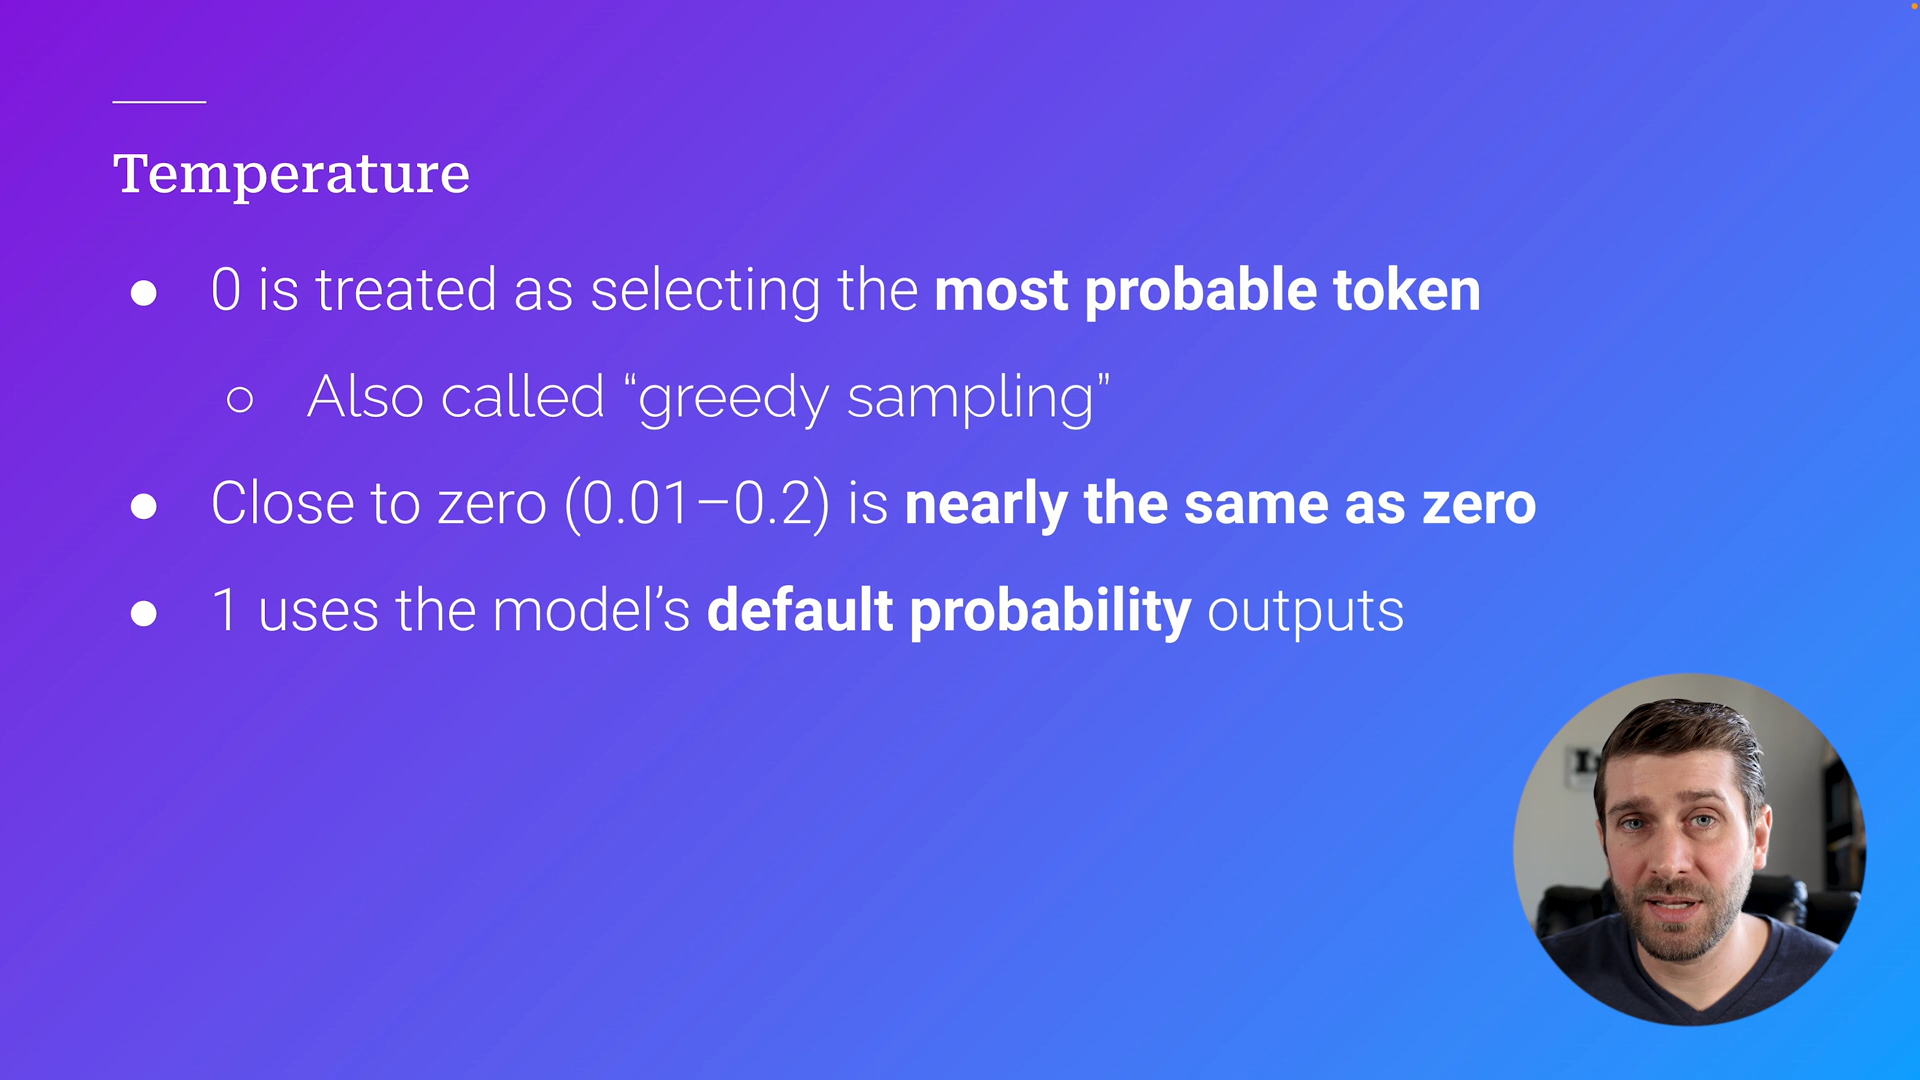 Temperature
● 0 is treated as selecting the most probable token
○ Also called “greedy sampling”
● Close to zero (0.01–0.2) is nearly the same as zero
● 1 uses the model’s default probability outputs